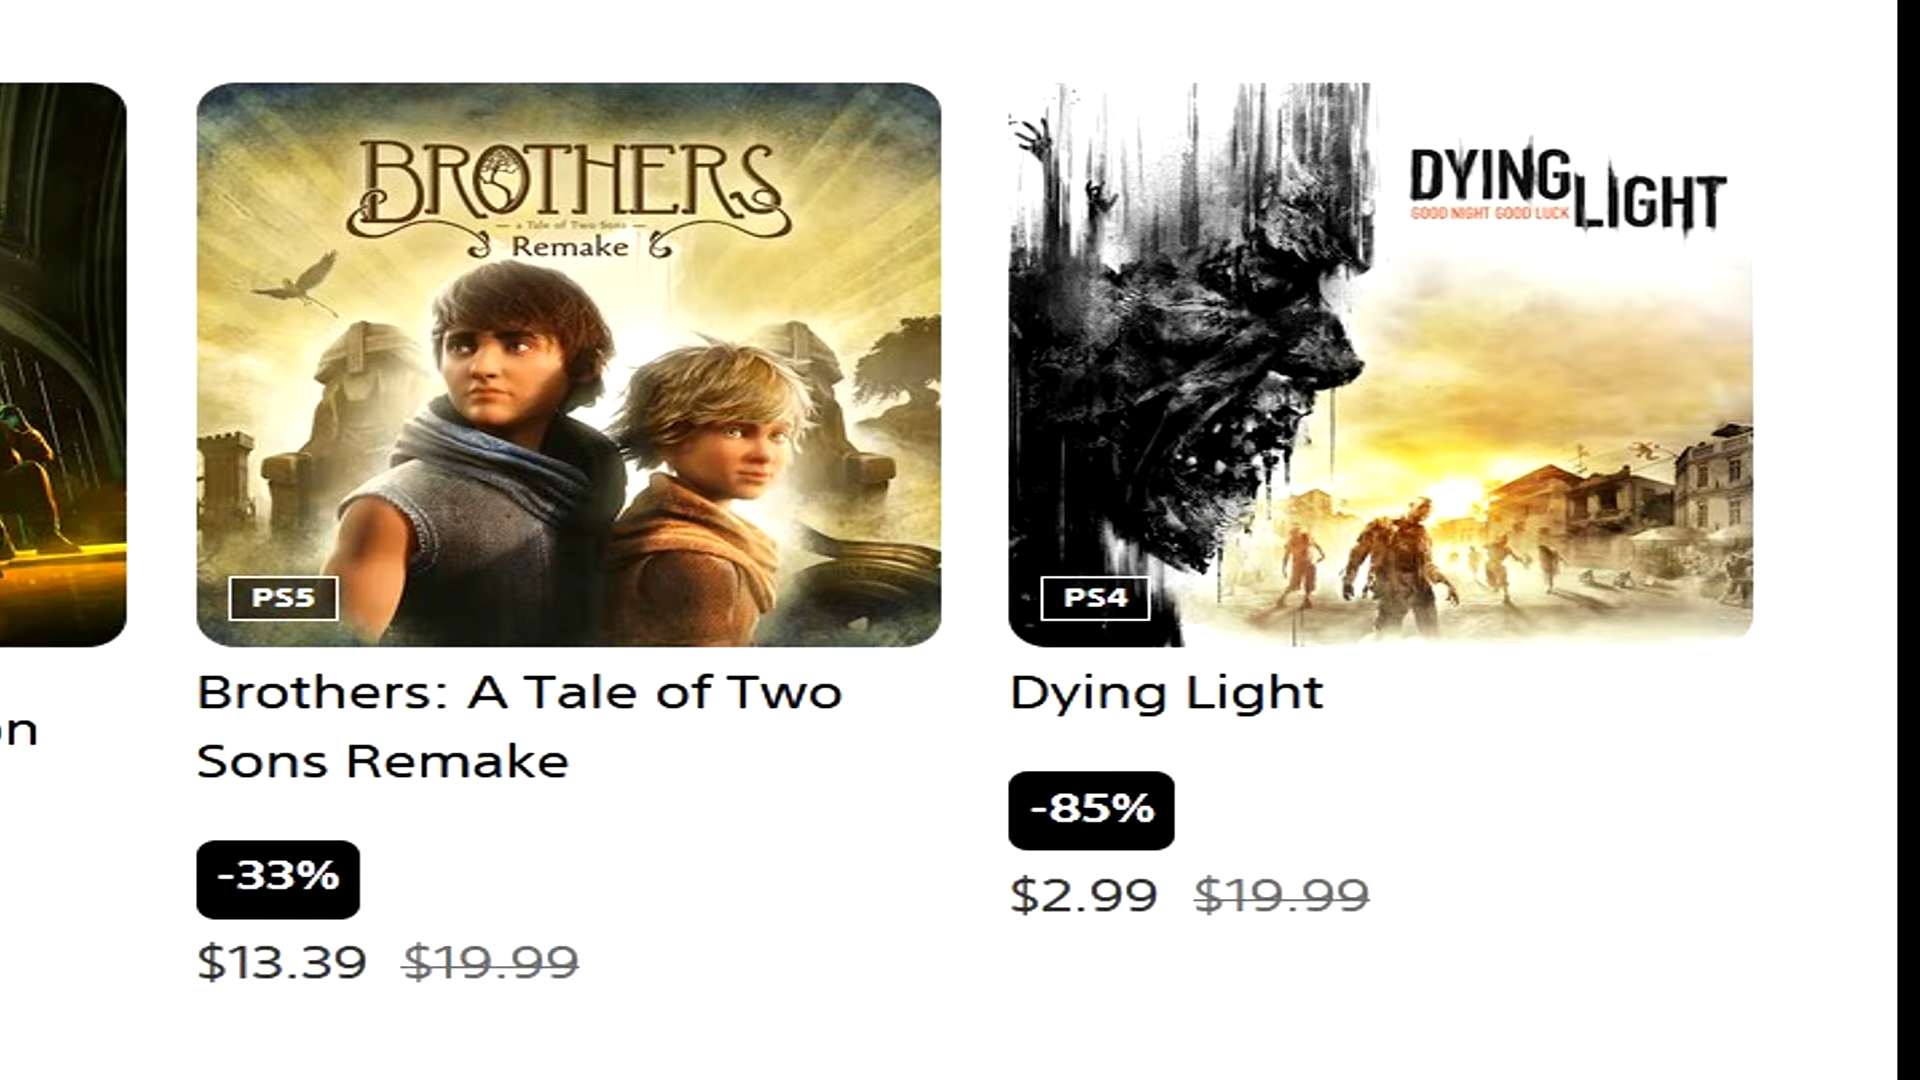 BROTHERS
a Tale of Two Sons
Remake
PS5
Brothers: A Tale of Two
Sons Remake
-33%
$13.39 $19.99
DYING LIGHT
GOOD NIGHT GOOD LUCK
PS4
Dying Light
-85%
$2.99 $19.99